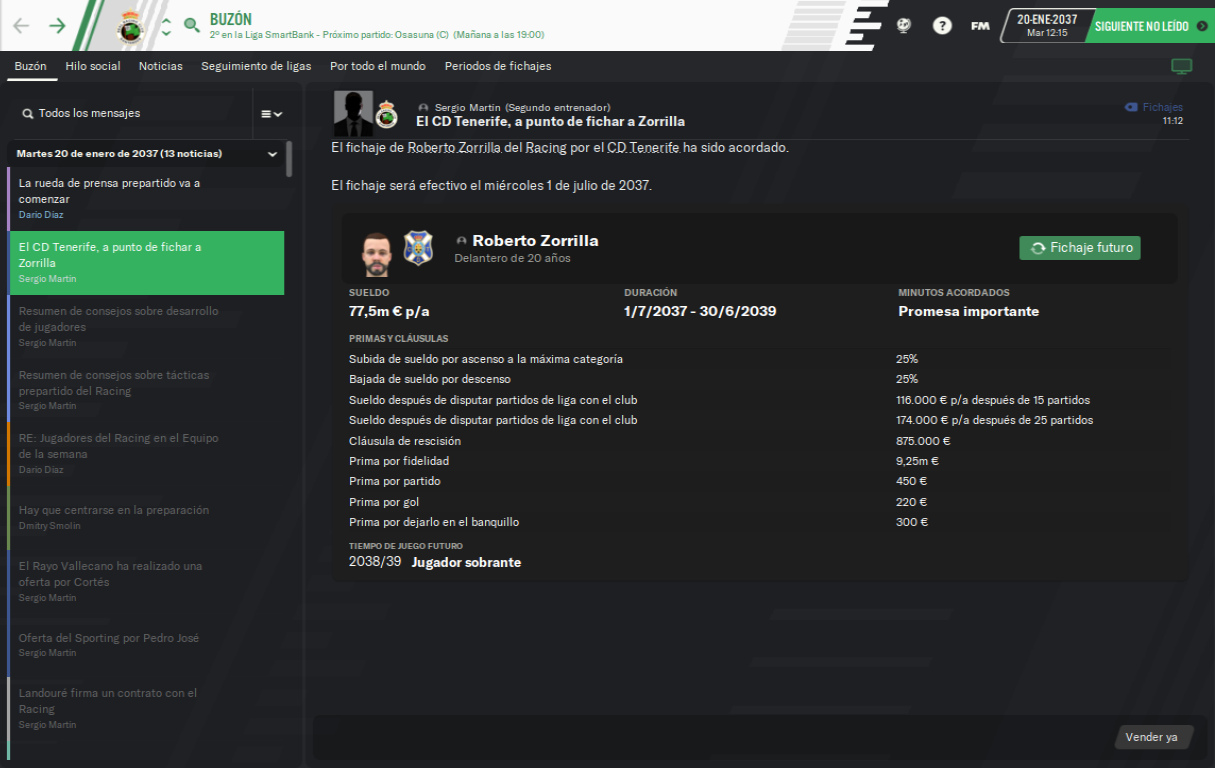 BUZÓN
2º en la Liga SmartBank - Próximo partido: Osasuna (C) (Mañana a las 19:00)
?
FM
20-ENE-2037
Mar 12:15
SIGUIENTE NO LEÍDO
Buzón Hilo social Noticias Seguimiento de ligas Por todo el mundo Periodos de fichajes
Todos los mensajes
Martes 20 de enero de 2037 (13 noticias)
La rueda de prensa prepartido va a
comenzar
Darío Díaz
El CD Tenerife, a punto de fichar a
Zorrilla
Sergio Martín
Resumen de consejos sobre desarrollo
de jugadores
Sergio Martín
Resumen de consejos sobre tácticas
prepartido del Racing
Sergio Martín
RE: Jugadores del Racing en el Equipo
de la semana
Darío Díaz
Hay que centrarse en la preparación
Dmitry Smolin
El Rayo Vallecano ha realizado una
oferta por Cortés
Sergio Martín
Oferta del Sporting por Pedro José
Sergio Martín
Landouré firma un contrato con el
Racing
Sergio Martín
Sergio Martín (Segundo entrenador)
El CD Tenerife, a punto de fichar a Zorrilla
Fichajes
11:12
El fichaje de Roberto Zorrilla del Racing por el CD Tenerife ha sido acordado.
El fichaje será efectivo el miércoles 1 de julio de 2037.
Roberto Zorrilla
Delantero de 20 años
Fichaje futuro
SUELDO DURACIÓN MINUTOS ACORDADOS
77,5m € p/a 1/7/2037 - 30/6/2039 Promesa importante
PRIMAS Y CLÁUSULAS
Subida de sueldo por ascenso a la máxima categoría 25%
Bajada de sueldo por descenso 25%
Sueldo después de disputar partidos de liga con el club 116.000 € p/a después de 15 partidos
Sueldo después de disputar partidos de liga con el club 174.000 € p/a después de 25 partidos
Cláusula de rescisión 875.000 €
Prima por fidelidad 9,25m €
Prima por partido 450 €
Prima por gol 220 €
Prima por dejarlo en el banquillo 300 €
TIEMPO DE JUEGO FUTURO
2038/39 Jugador sobrante
Vender ya